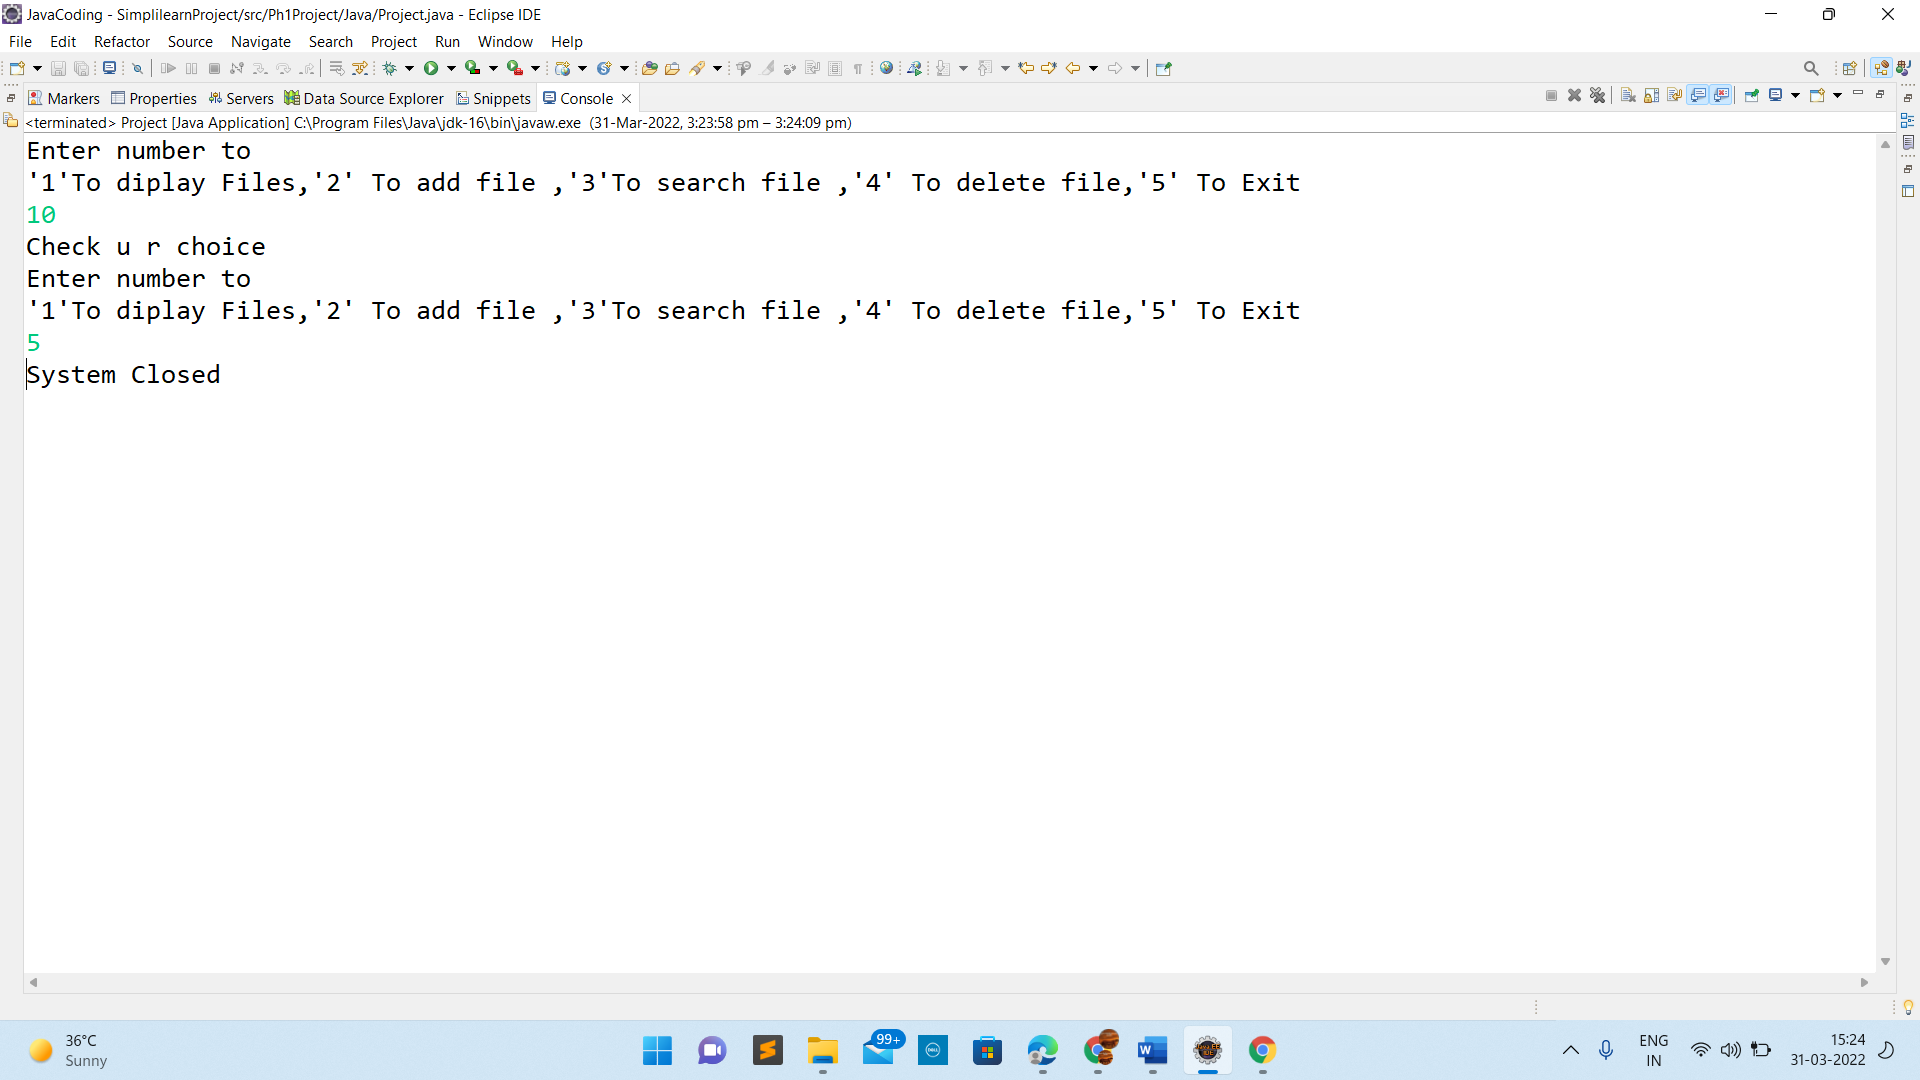 JavaCoding - SimplilearnProject/src/Ph1Project/Java/Project.java - Eclipse IDE
File Edit Refactor Source Navigate Search Project Run Window Help
Markers Properties Servers Data Source Explorer Snippets Console
<terminated> Project [Java Application] C:\Program Files\Java\jdk-16\bin\javaw.exe (31-Mar-2022, 3:23:58 pm – 3:24:09 pm)
Enter number to
'1'To diplay Files,'2' To add file ,'3'To search file ,'4' To delete file,'5' To Exit
10
Check u r choice
Enter number to
'1'To diplay Files,'2' To add file ,'3'To search file ,'4' To delete file,'5' To Exit
5
System Closed
36°C
Sunny
99+
DELL
W
IDE
ENG
IN
15:24
31-03-2022